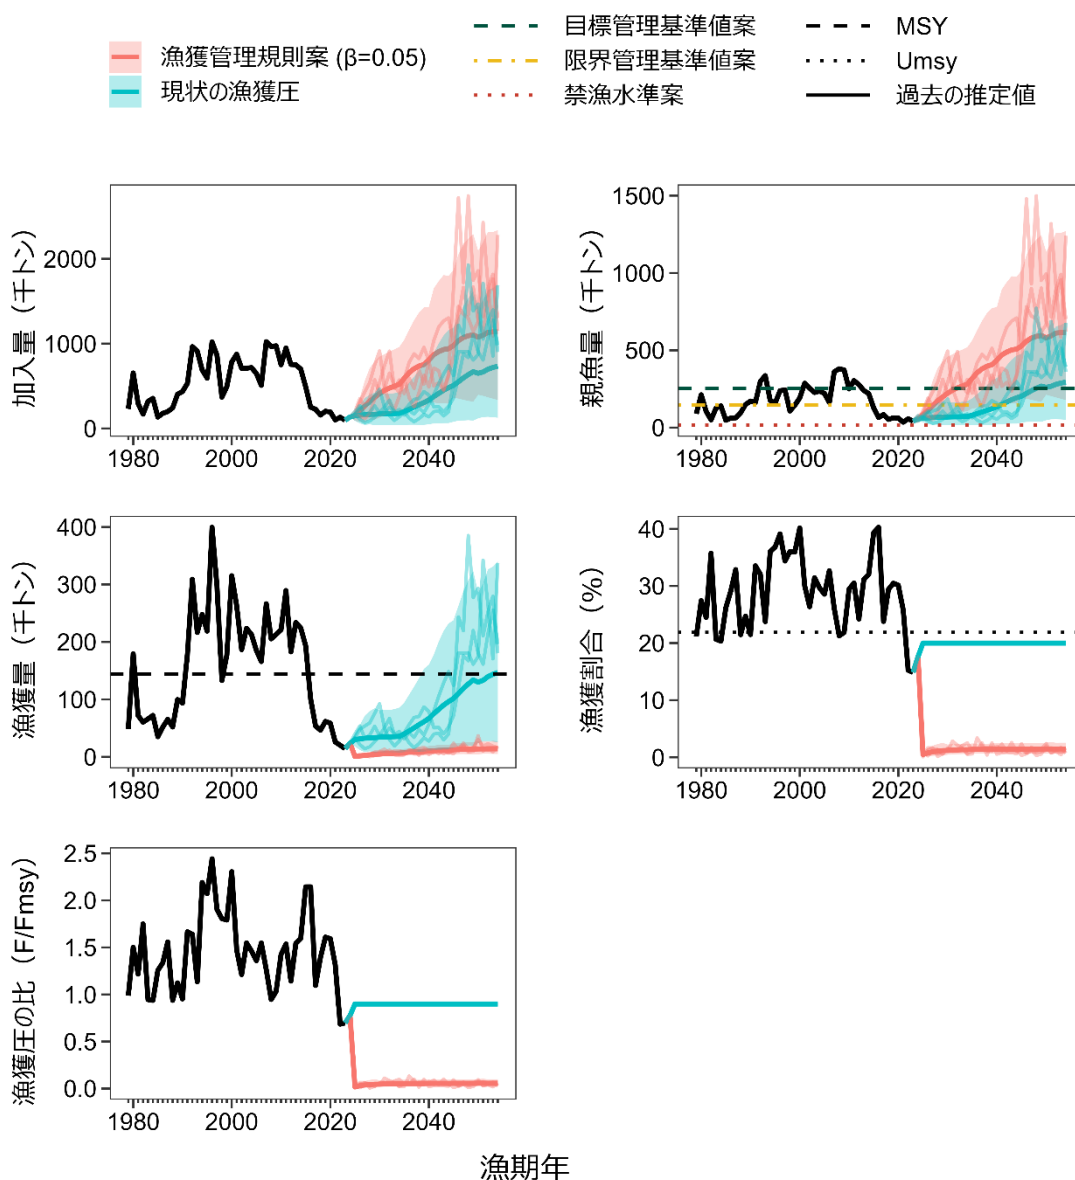 漁獲管理規則案 (β=0.05)
現状の漁獲圧
目標管理基準値案
限界管理基準値案
禁漁水準案
MSY
Umsy
過去の推定値
加入量（千トン）
2000
1000
0
1980 2000 2020 2040
親魚量（千トン）
1500
1000
500
0
1980 2000 2020 2040
漁獲量（千トン）
400
300
200
100
0
1980 2000 2020 2040
漁獲割合（%）
40
30
20
10
0
1980 2000 2020 2040
漁獲圧の比（F/Fmsy）
2.5
2.0
1.5
1.0
0.5
0.0
1980 2000 2020 2040
漁期年